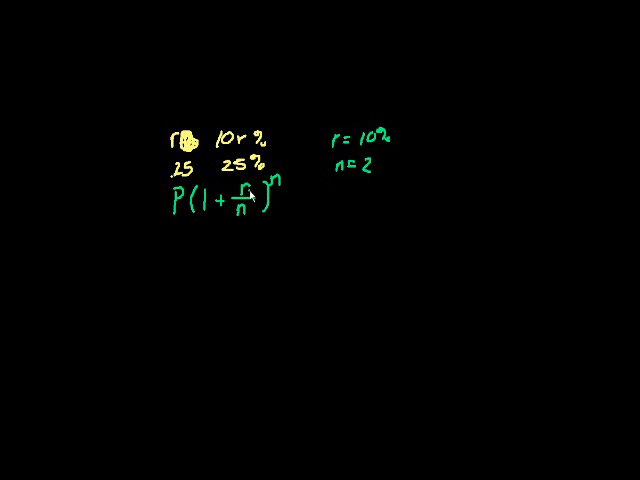 r 10r % r = 10%
.25 25% n = 2
P(1 + r/n)^n